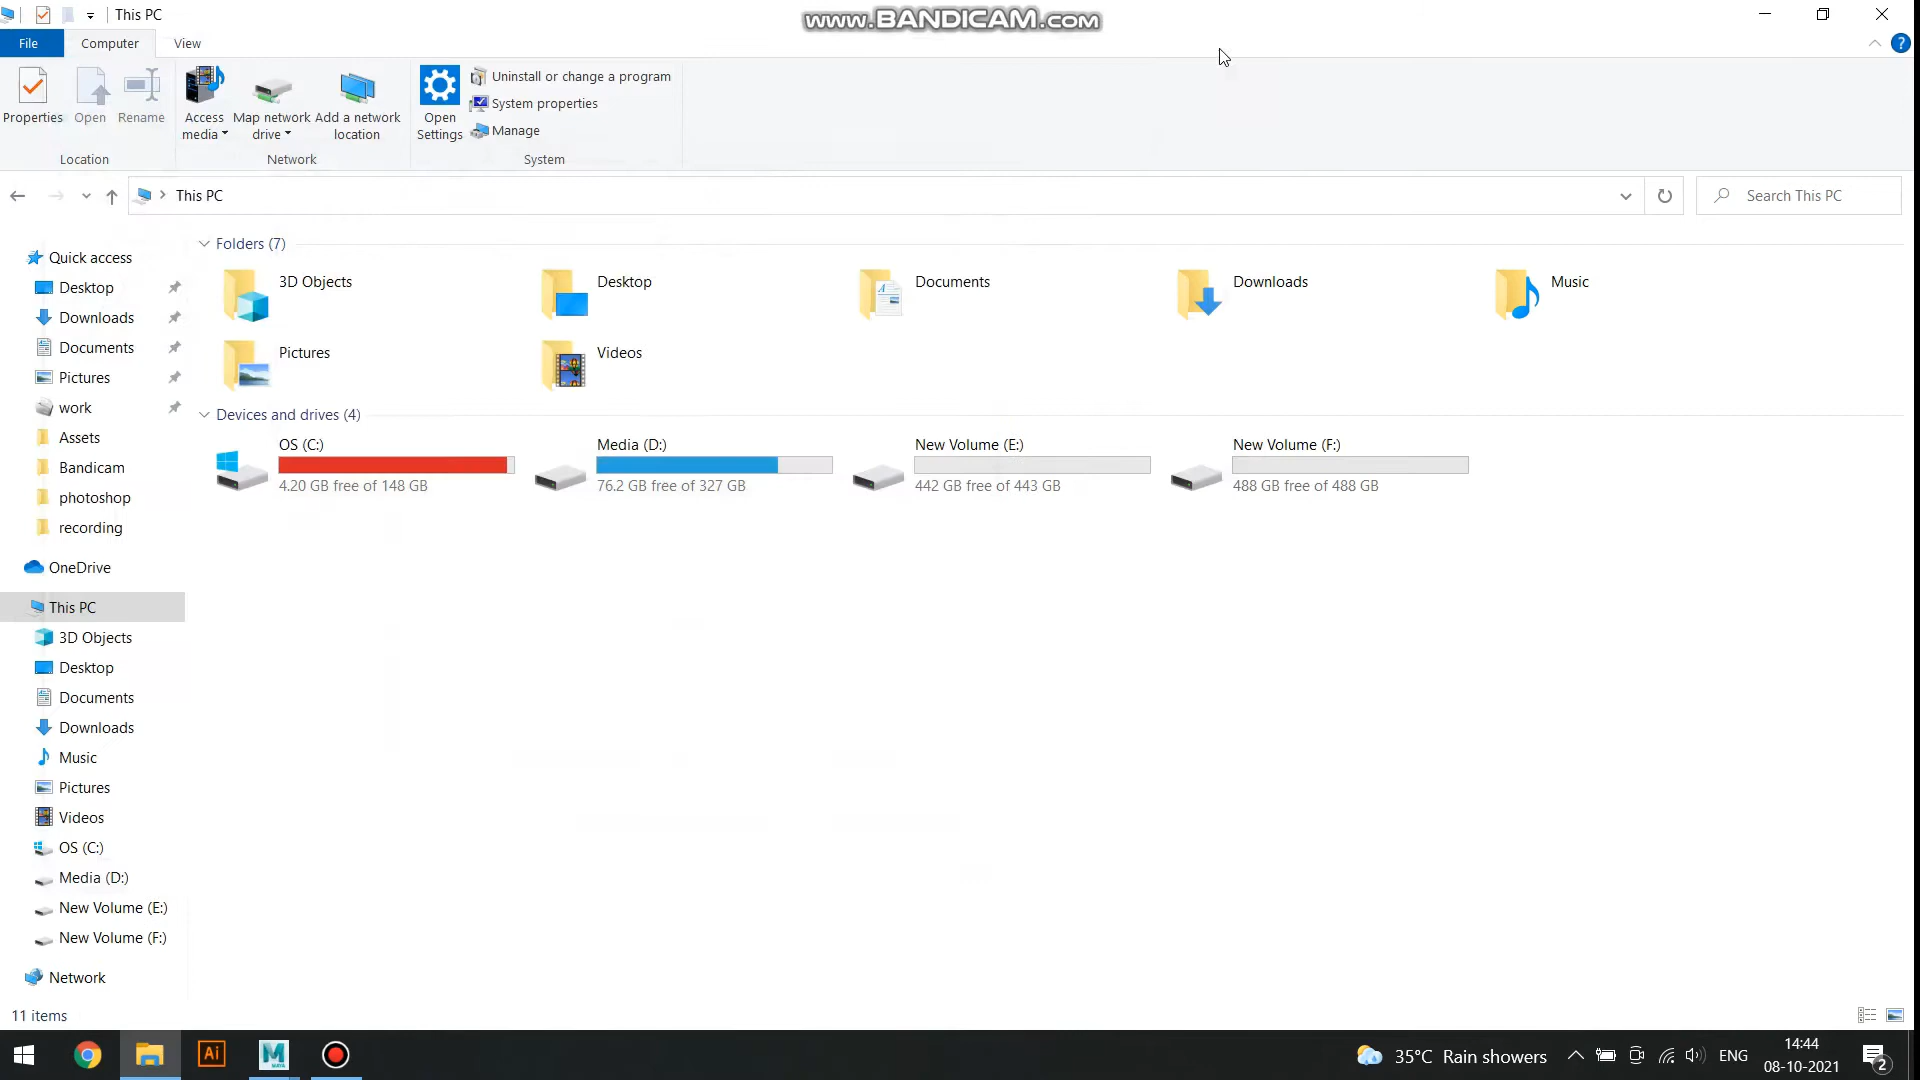 This PC
www.BANDICAM.com
File
Computer
View
?
Properties
Open
Rename
Access media
Map network drive
Add a network location
Open Settings
Uninstall or change a program
System properties
Manage
Location
Network
System
This PC
Search This PC
Quick access
Desktop
Downloads
Documents
Pictures
work
Assets
Bandicam
photoshop
recording
OneDrive
This PC
3D Objects
Desktop
Documents
Downloads
Music
Pictures
Videos
OS (C:)
Media (D:)
New Volume (E:)
New Volume (F:)
Network
Folders (7)
3D Objects
Desktop
Documents
Downloads
Music
Pictures
Videos
Devices and drives (4)
OS (C:)
4.20 GB free of 148 GB
Media (D:)
76.2 GB free of 327 GB
New Volume (E:)
442 GB free of 443 GB
New Volume (F:)
488 GB free of 488 GB
11 items
Ai
M
35°C Rain showers
ENG
14:44
08-10-2021
2